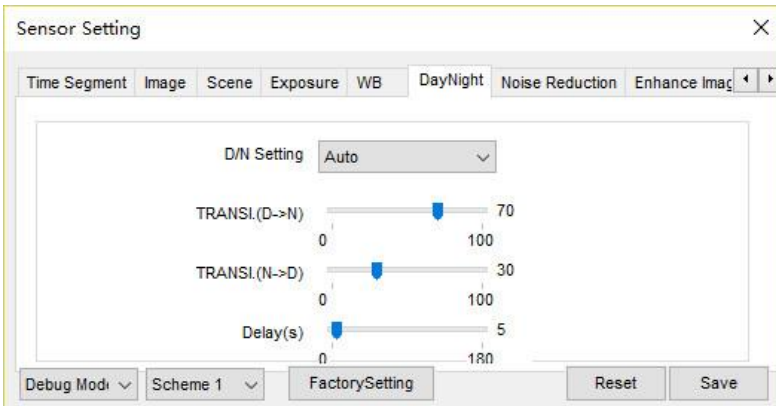 Sensor Setting
Time Segment Image Scene Exposure WB DayNight Noise Reduction Enhance Imag
D/N Setting Auto
TRANSI.(D->N) 70
0 100
TRANSI.(N->D) 30
0 100
Delay(s) 5
0 180
Debug Mode Scheme 1 FactorySetting Reset Save